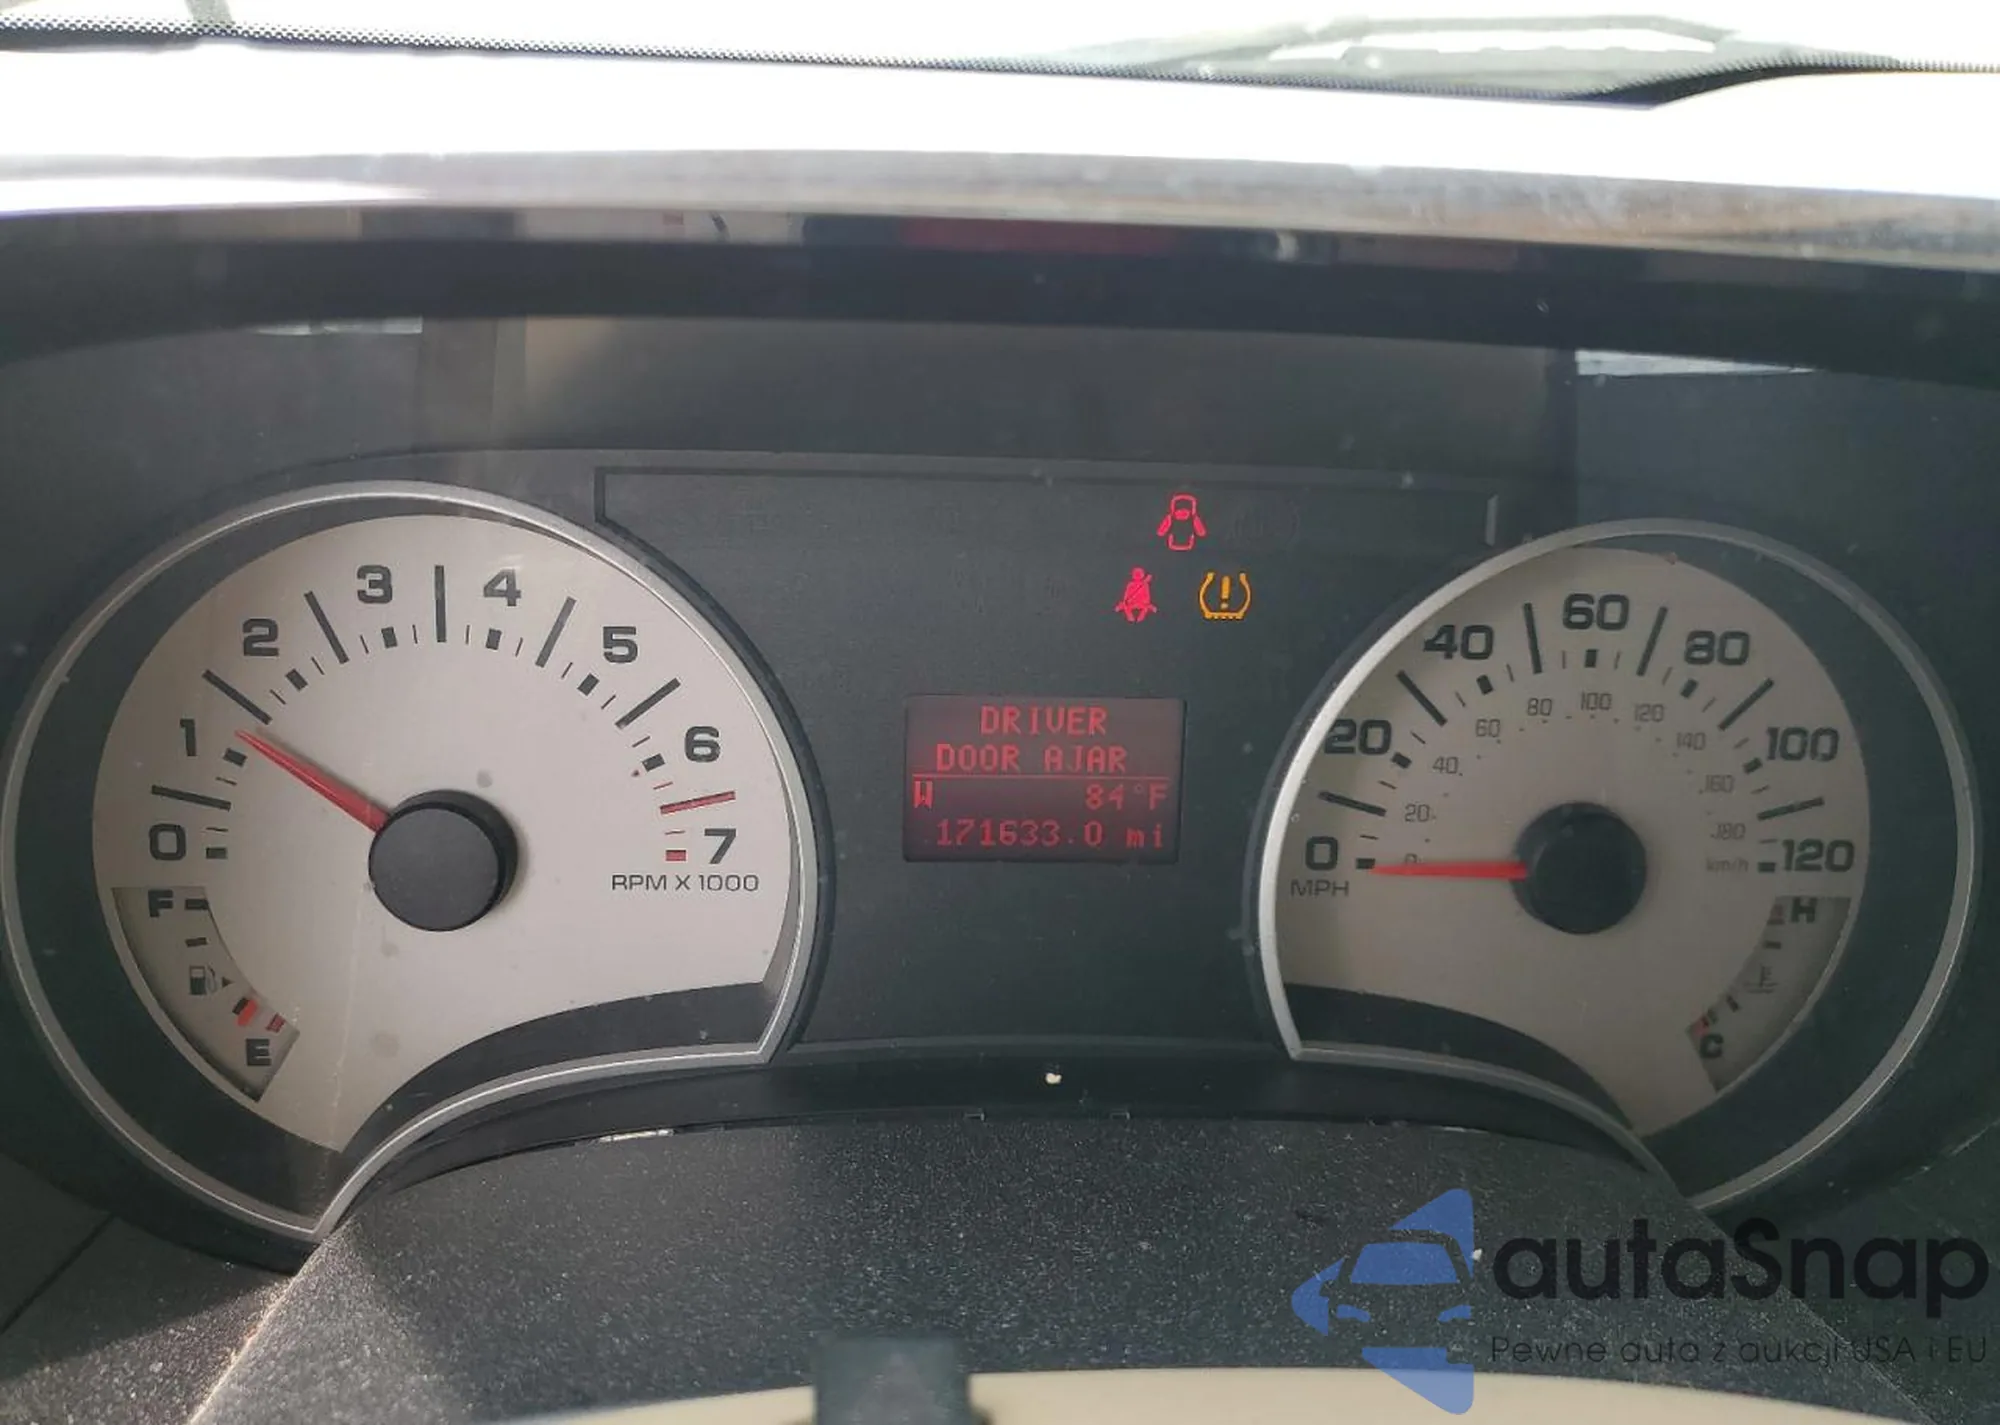 0
1
2
3
4
5
6
7
RPM X 1000
F
E
DRIVER
DOOR AJAR
W 84°F
171633.0 mi
0
20
40
60
80
100
120
MPH
0
20
40
60
80
100
120
140
160
180
km/h
H
C
autaSnap
Pewne auta z aukcji USA i EU